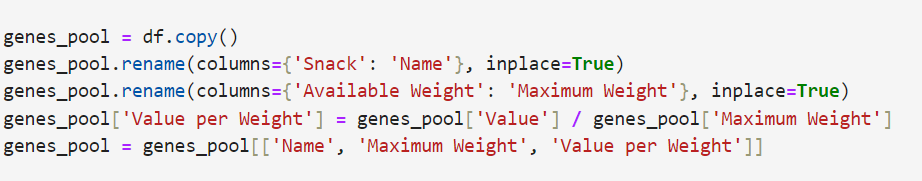 genes_pool = df.copy()
genes_pool.rename(columns={'Snack': 'Name'}, inplace=True)
genes_pool.rename(columns={'Available Weight': 'Maximum Weight'}, inplace=True)
genes_pool['Value per Weight'] = genes_pool['Value'] / genes_pool['Maximum Weight']
genes_pool = genes_pool[['Name', 'Maximum Weight', 'Value per Weight']]